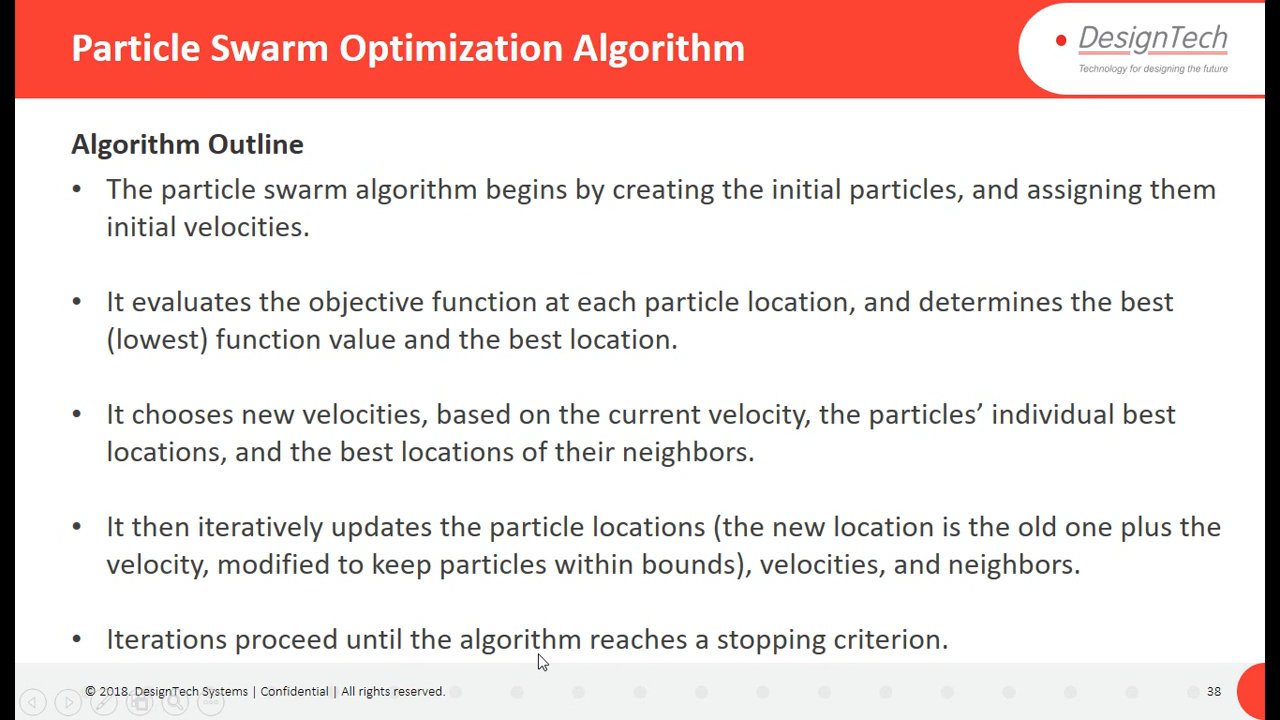 Particle Swarm Optimization Algorithm
DesignTech
Technology for designing the future
Algorithm Outline
• The particle swarm algorithm begins by creating the initial particles, and assigning them
initial velocities.
• It evaluates the objective function at each particle location, and determines the best
(lowest) function value and the best location.
• It chooses new velocities, based on the current velocity, the particles’ individual best
locations, and the best locations of their neighbors.
• It then iteratively updates the particle locations (the new location is the old one plus the
velocity, modified to keep particles within bounds), velocities, and neighbors.
• Iterations proceed until the algorithm reaches a stopping criterion.
© 2018. DesignTech Systems | Confidential | All rights reserved.
38